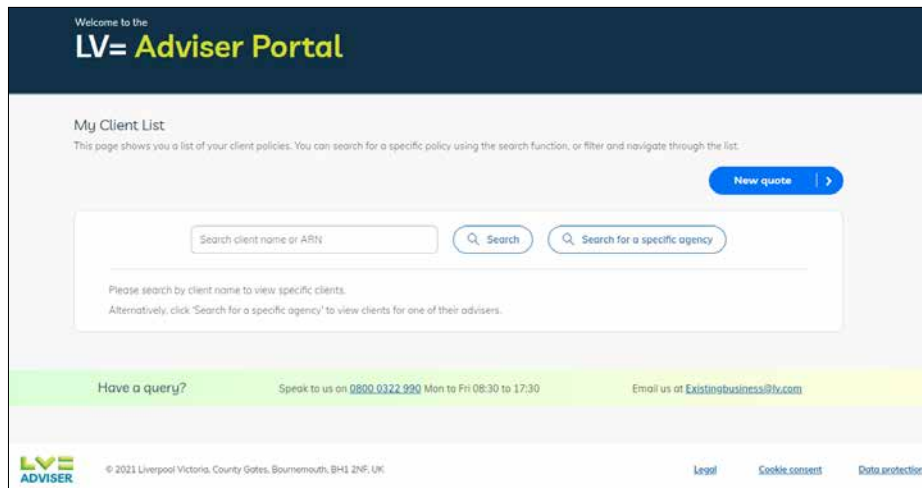 Welcome to the
LV= Adviser Portal
My Client List
This page shows you a list of your client policies. You can search for a specific policy using the search function, or filter and navigate through the list.
New quote
Search client name or ARN
Search
Search for a specific agency
Please search by client name to view specific clients.
Alternatively, click 'Search for a specific agency' to view clients for one of their advisers.
Have a query?
Speak to us on 0800 0322 990 Mon to Fri 08:30 to 17:30
Email us at Existingbusiness@lv.com
LV=
ADVISER
© 2021 Liverpool Victoria, County Gates, Bournemouth, BH1 2NF, UK.
Legal
Cookie consent
Data protection